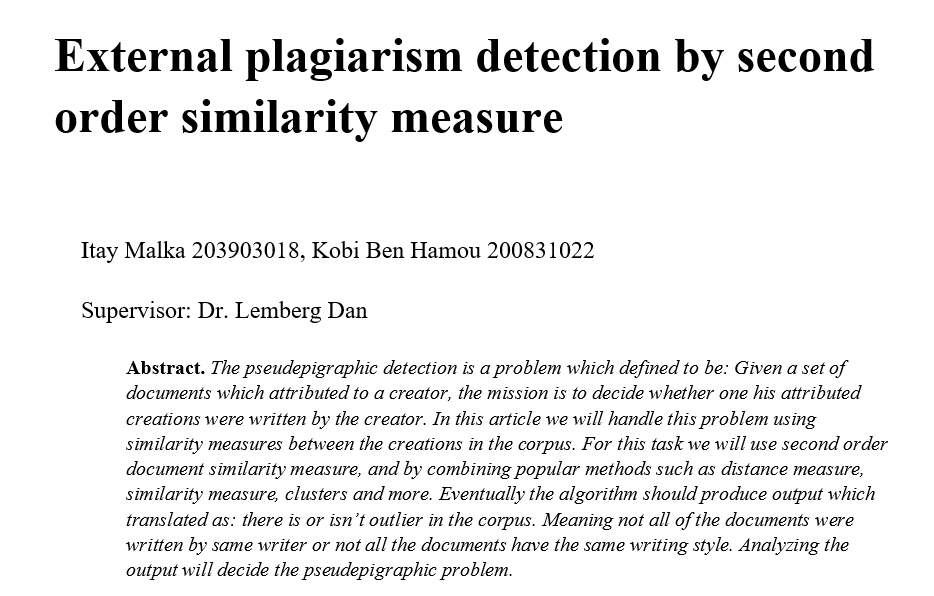 External plagiarism detection by second
order similarity measure
Itay Malka 203903018, Kobi Ben Hamou 200831022
Supervisor: Dr. Lemberg Dan
Abstract. The pseudepigraphic detection is a problem which defined to be: Given a set of
documents which attributed to a creator, the mission is to decide whether one his attributed
creations were written by the creator. In this article we will handle this problem using
similarity measures between the creations in the corpus. For this task we will use second order
document similarity measure, and by combining popular methods such as distance measure,
similarity measure, clusters and more. Eventually the algorithm should produce output which
translated as: there is or isn’t outlier in the corpus. Meaning not all of the documents were
written by same writer or not all the documents have the same writing style. Analyzing the
output will decide the pseudepigraphic problem.